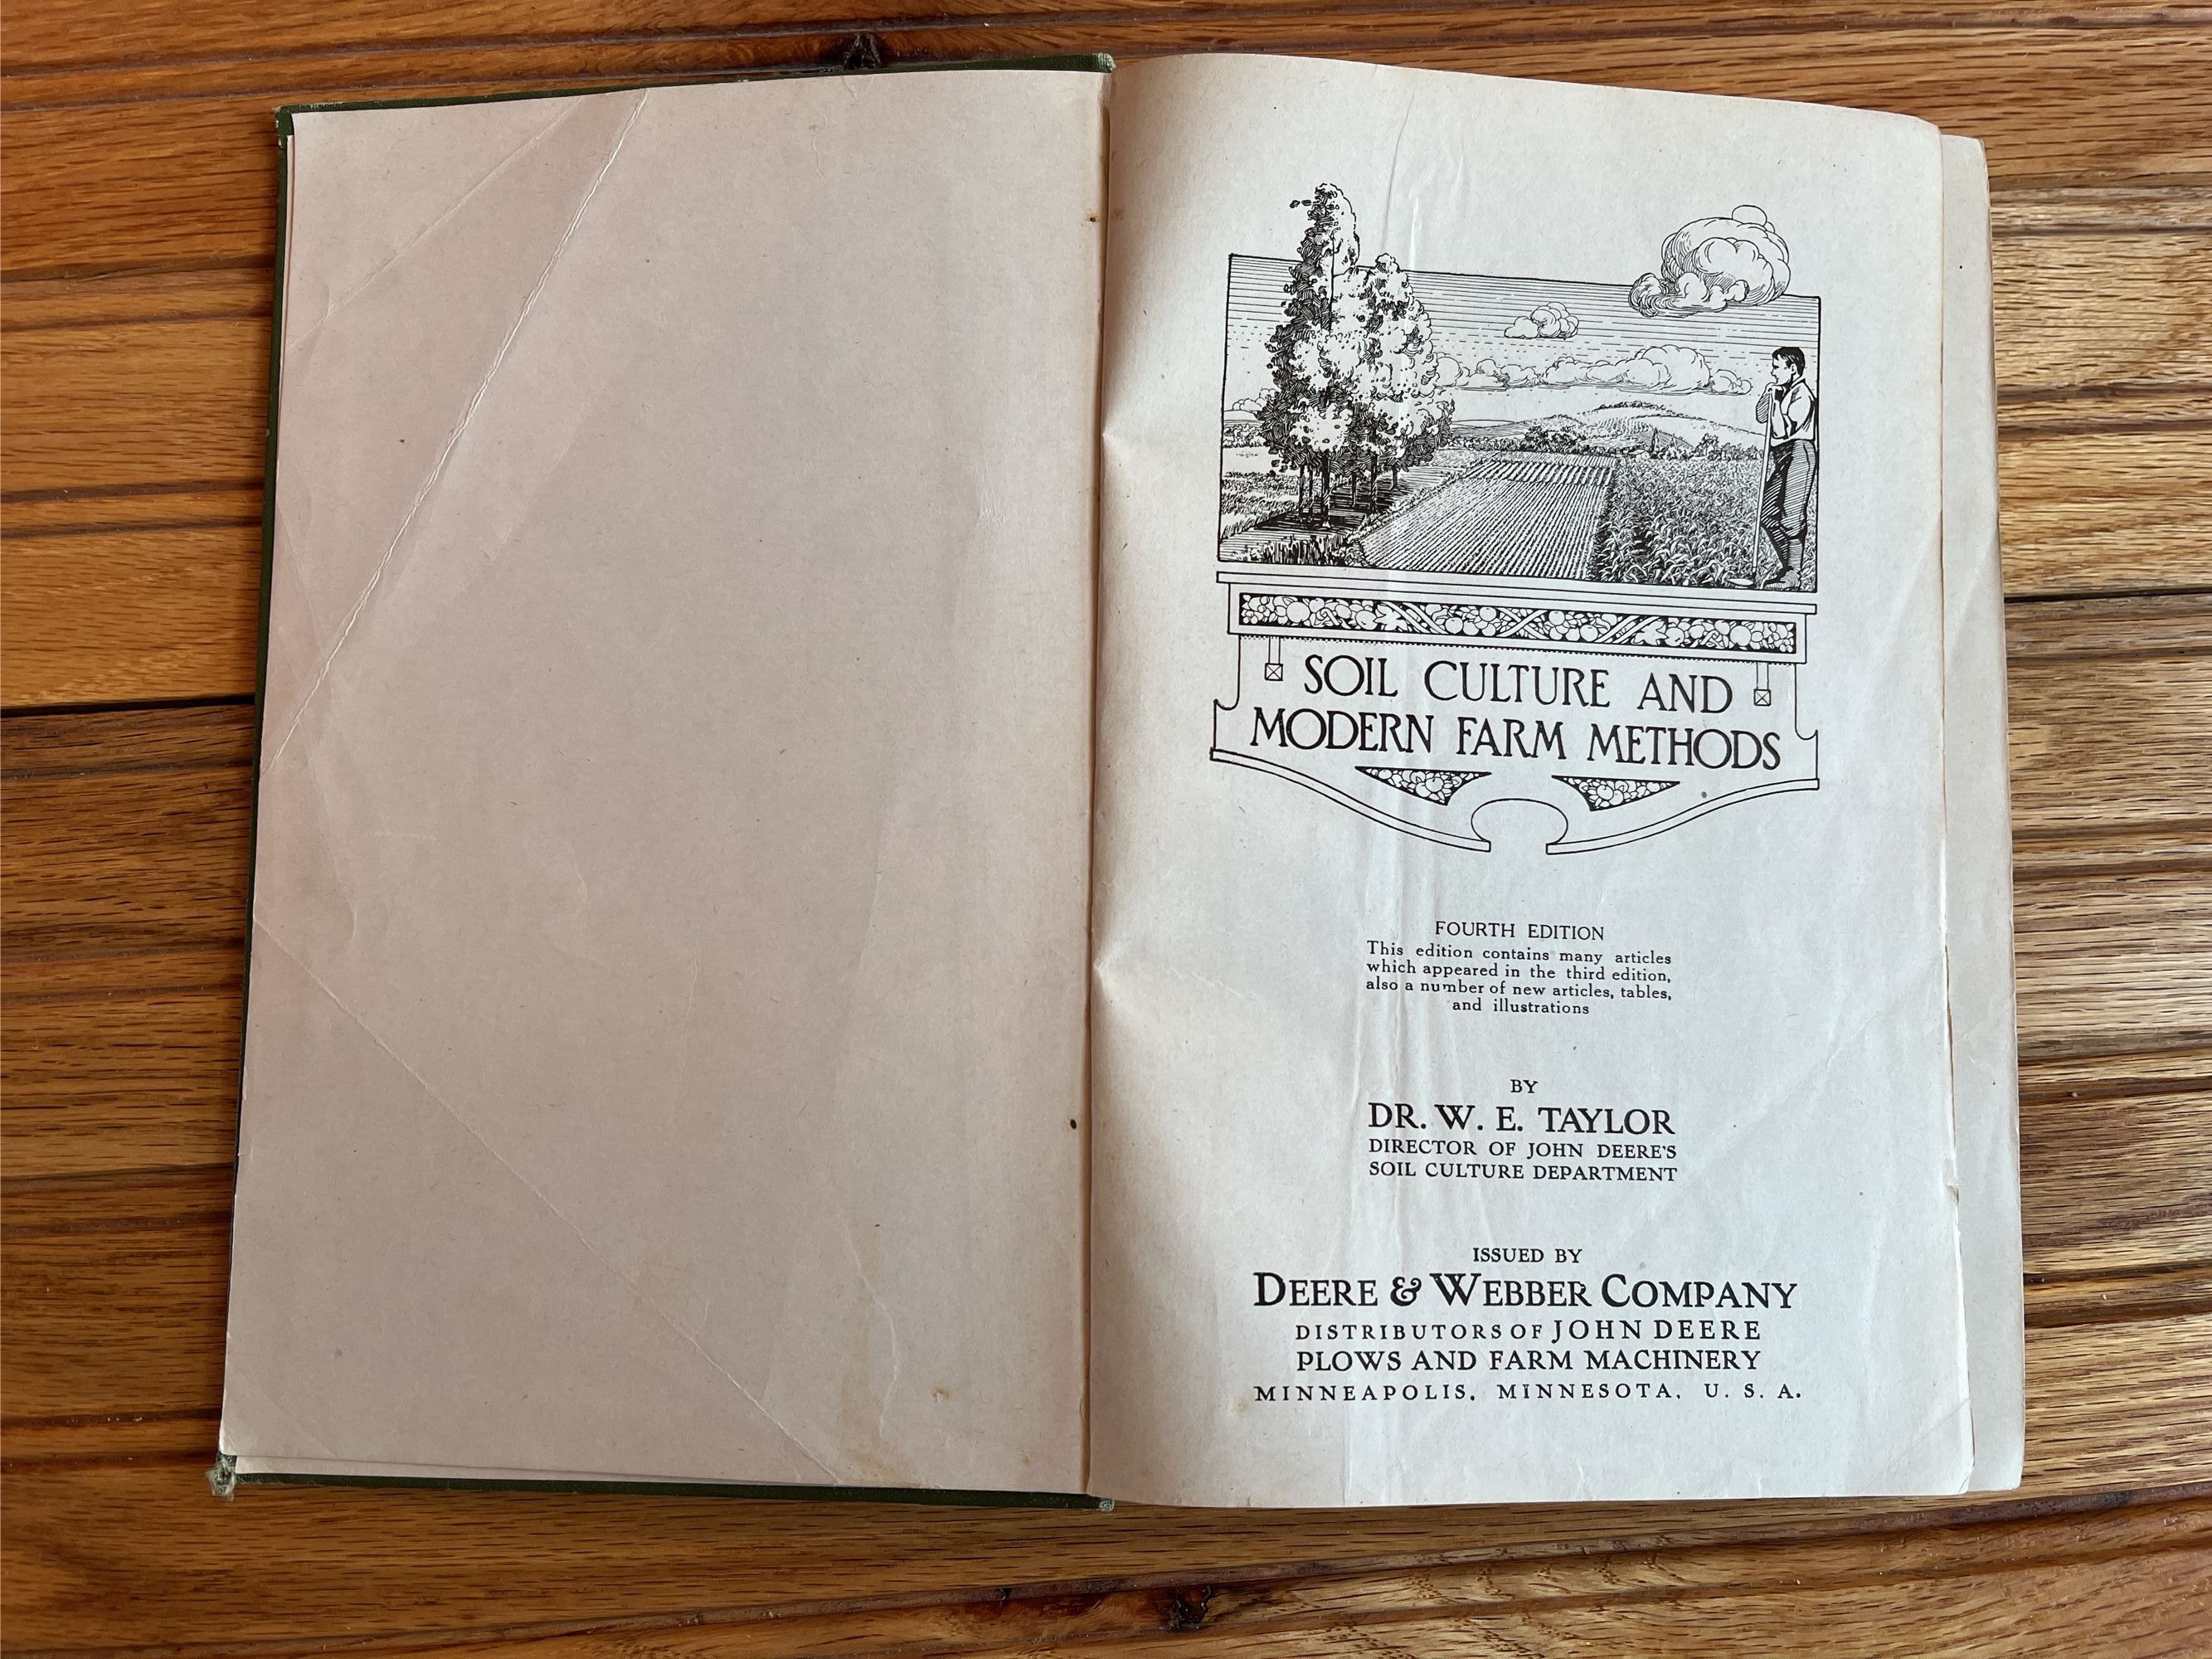 SOIL CULTURE AND
MODERN FARM METHODS
FOURTH EDITION
This edition contains many articles
which appeared in the third edition,
also a number of new articles, tables,
and illustrations
BY
DR. W. E. TAYLOR
DIRECTOR OF JOHN DEERE'S
SOIL CULTURE DEPARTMENT
ISSUED BY
DEERE & WEBBER COMPANY
DISTRIBUTORS OF JOHN DEERE
PLOWS AND FARM MACHINERY
MINNEAPOLIS, MINNESOTA, U. S. A.